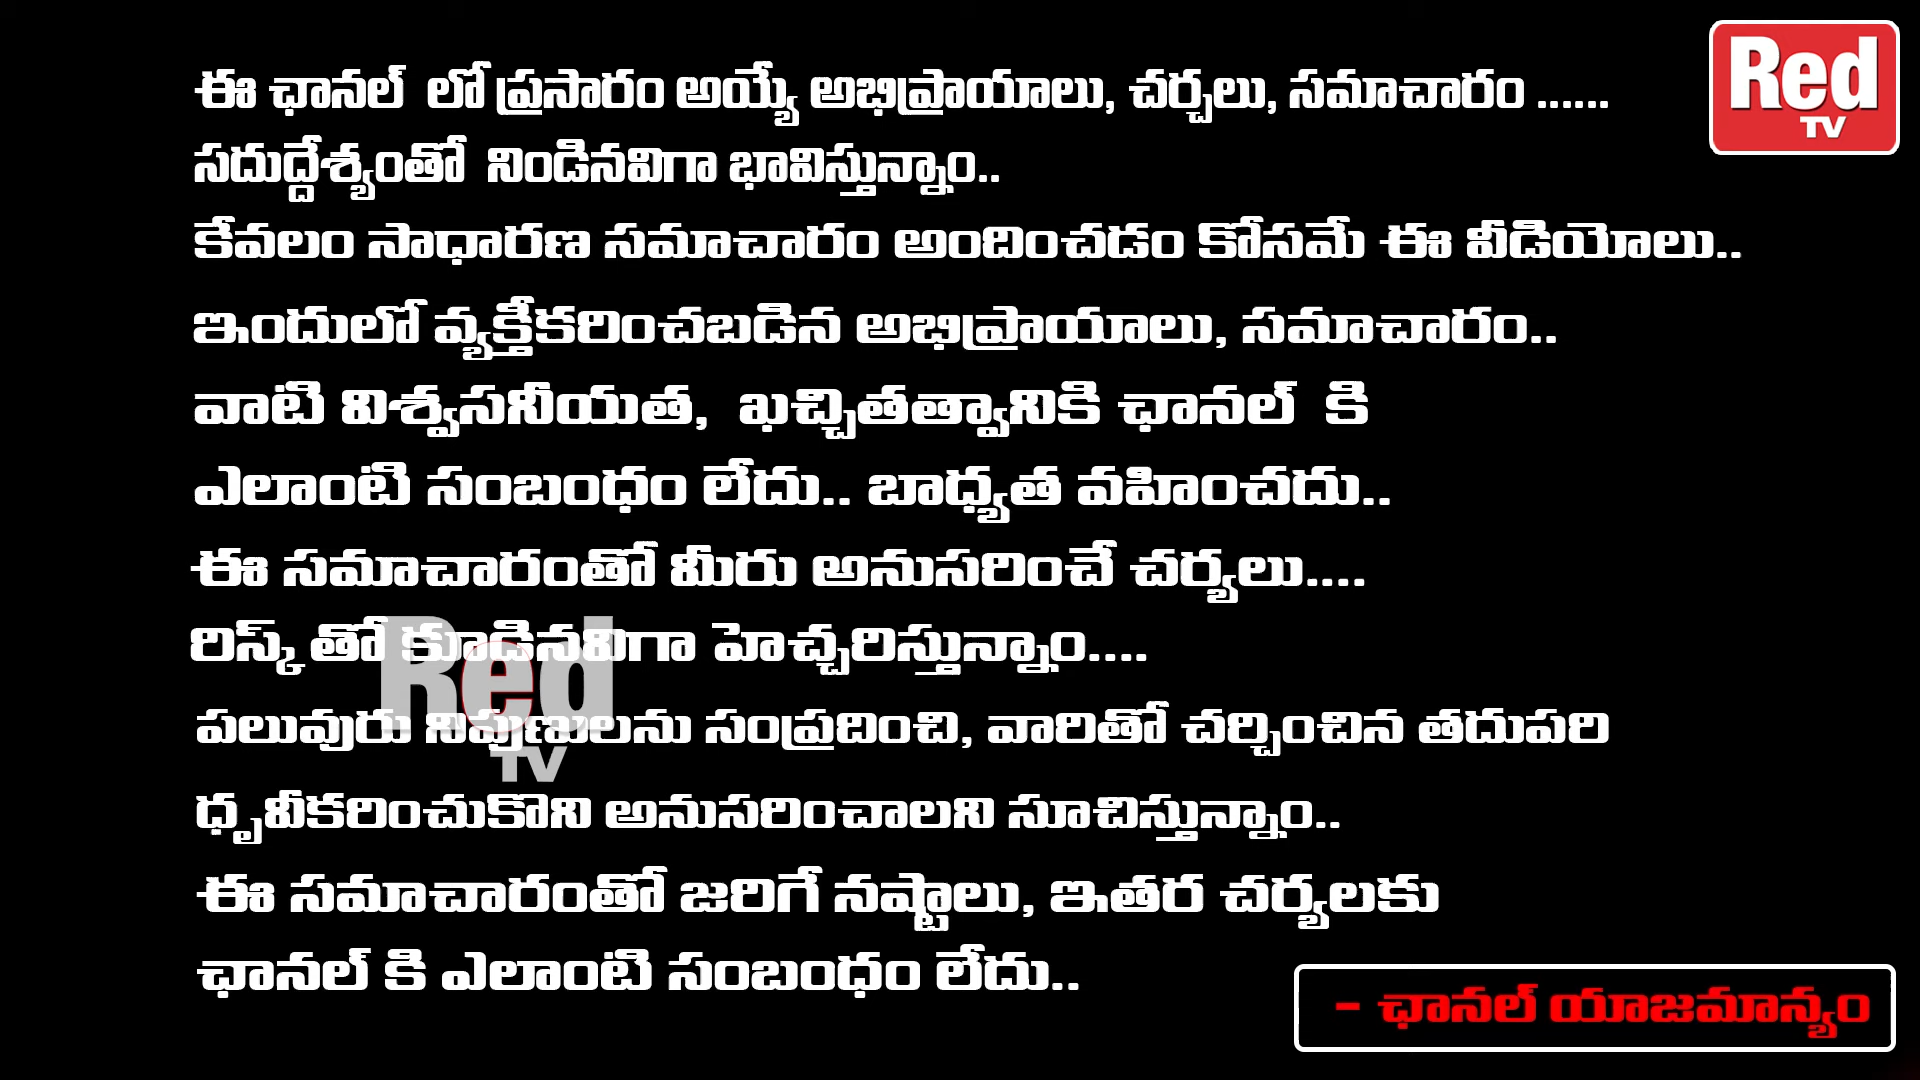 Red
TV
ఈ ఛానల్ లో ప్రసారం అయ్యే అభిప్రాయాలు, చర్చలు, సమాచారం ......
సదుద్దేశ్యంతో నిండినవిగా భావిస్తున్నాం..
కేవలం సాధారణ సమాచారం అందించడం కోసమే ఈ వీడియోలు..
ఇందులో వ్యక్తీకరించబడిన అభిప్రాయాలు, సమాచారం..
వాటి విశ్వసనీయత, ఖచ్చితత్వానికి ఛానల్ కి
ఎలాంటి సంబంధం లేదు.. బాధ్యత వహించదు..
ఈ సమాచారంతో మీరు అనుసరించే చర్యలు....
రిస్క్ తో కూడినవిగా హెచ్చరిస్తున్నాం....
పలువురు నిపుణులను సంప్రదించి, వారితో చర్చించిన తదుపరి
ధృవీకరించుకొని అనుసరించాలని సూచిస్తున్నాం..
ఈ సమాచారంతో జరిగే నష్టాలు, ఇతర చర్యలకు
ఛానల్ కి ఎలాంటి సంబంధం లేదు..
- ఛానల్ యాజమాన్యం
Red
TV